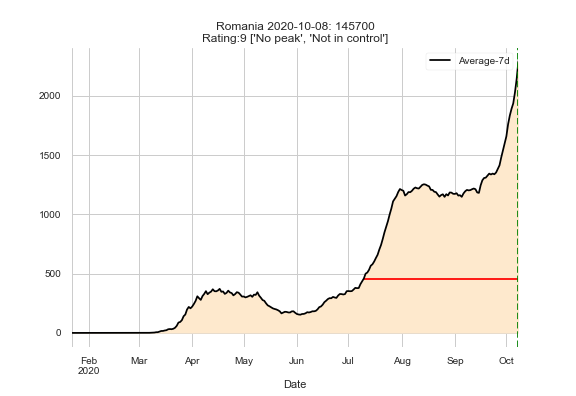 Romania 2020-10-08: 145700
Rating:9 ['No peak', 'Not in control']
Average-7d
2000
1500
1000
500
0
Feb Mar Apr May Jun Jul Aug Sep Oct
2020
Date